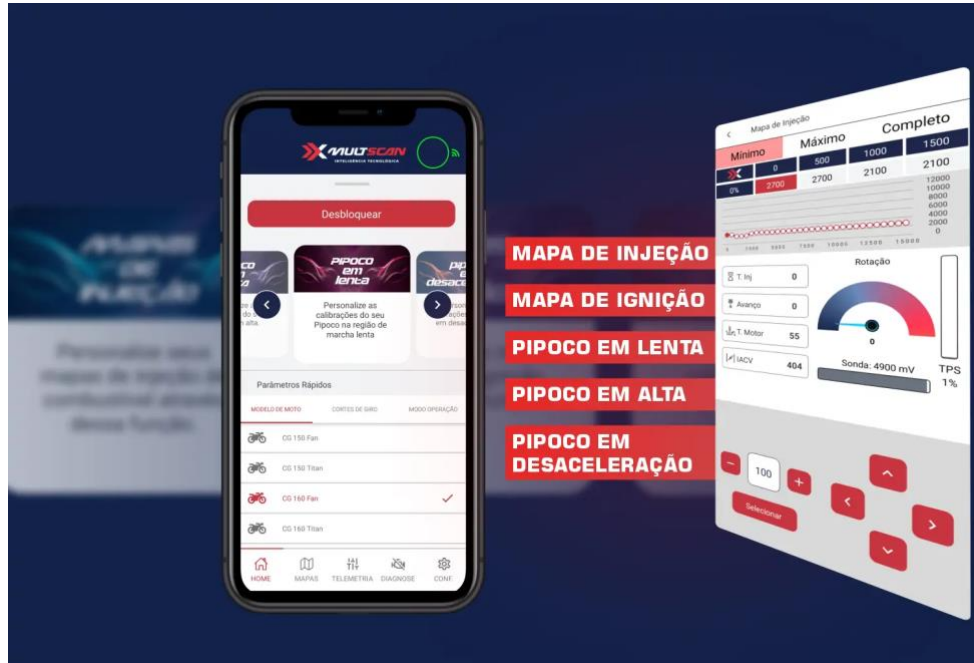 MULTSCAN
INTELIGÊNCIA TECNOLÓGICA
Desbloquear
PIPOCO
em
lenta
Personalize as
calibrações do seu
Pipoco na região de
marcha lenta
Parâmetros Rápidos
MODELO DE MOTO CORTES DE GIRO MODO OPERAÇÃO
CG 150 Fan
CG 150 Titan
CG 160 Fan
CG 160 Titan
HOME MAPAS TELEMETRIA DIAGNOSE CONF.
MAPA DE INJEÇÃO
MAPA DE IGNIÇÃO
PIPOCO EM LENTA
PIPOCO EM ALTA
PIPOCO EM
DESACELERAÇÃO
Mapa de Injeção
Mínimo Máximo Completo
0 500 1000 1500
0% 2700 2700 2100 2100
12000
10000
8000
6000
4000
2000
0
T. Inj 0
Avanço 0
T. Motor 55
IACV 404
Rotação
0
Sonda: 4900 mV
TPS
1%
- 100 +
Selecionar